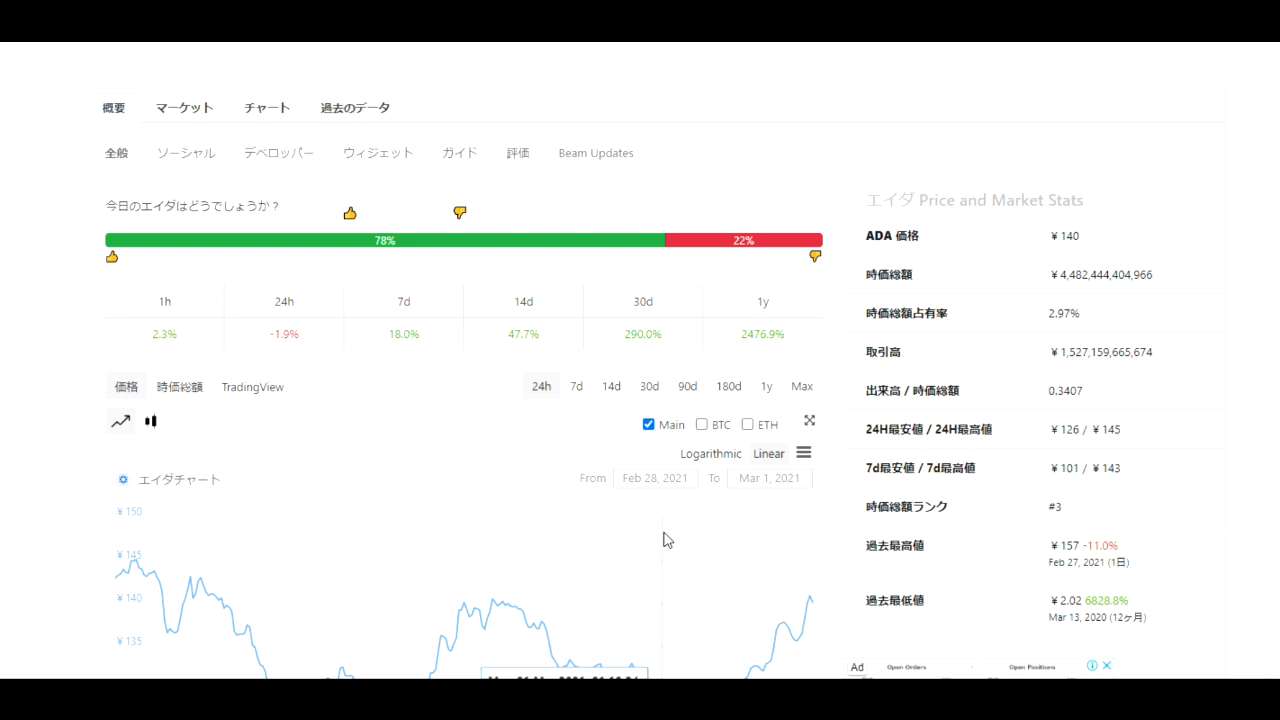 概要 マーケット チャート 過去のデータ
全般 ソーシャル デベロッパー ウィジェット ガイド 評価 Beam Updates
今日のエイダはどうでしょうか？
78% 22%
1h 24h 7d 14d 30d 1y
2.3% -1.9% 18.0% 47.7% 290.0% 2476.9%
価格 時価総額 TradingView 24h 7d 14d 30d 90d 180d 1y Max
Main BTC ETH
Logarithmic Linear
エイダチャート From Feb 28, 2021 To Mar 1, 2021
¥ 150
¥ 145
¥ 140
¥ 135
エイダ Price and Market Stats
ADA 価格 ¥ 140
時価総額 ¥ 4,482,444,404,966
時価総額占有率 2.97%
取引高 ¥ 1,527,159,665,674
出来高 / 時価総額 0.3407
24H最安値 / 24H最高値 ¥ 126 / ¥ 145
7d最安値 / 7d最高値 ¥ 101 / ¥ 143
時価総額ランク #3
過去最高値 ¥ 157 -11.0%
Feb 27, 2021 (1日)
過去最低値 ¥ 2.02 6828.8%
Mar 13, 2020 (12ヶ月)
Ad Open Orders Open Positions